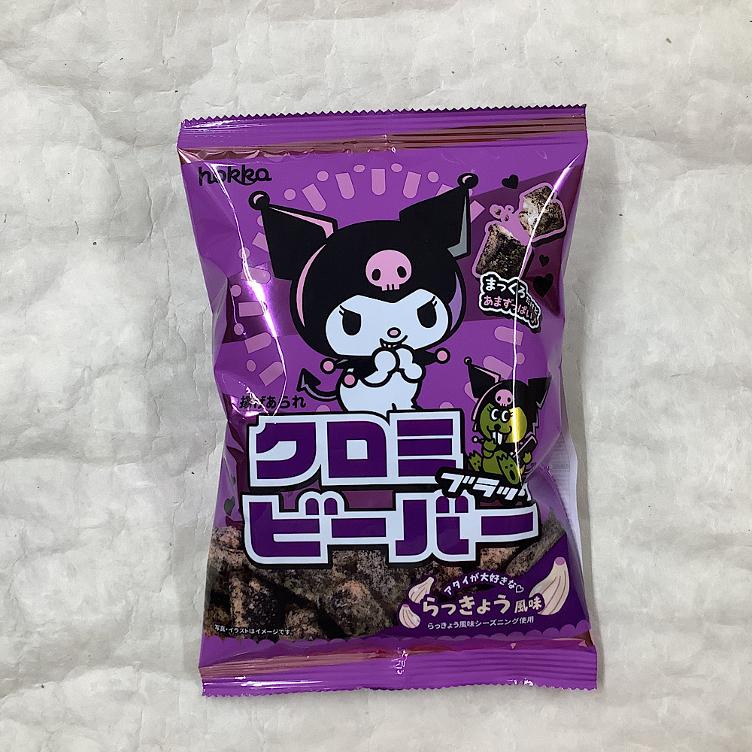 hokka
まっくろだけど
あまずっぱい♪
揚げあられ
クロミ
ブラック
ビーバー
アタイが大好きな♡
らっきょう風味
らっきょう風味シーズニング使用
写真・イラストはイメージです。